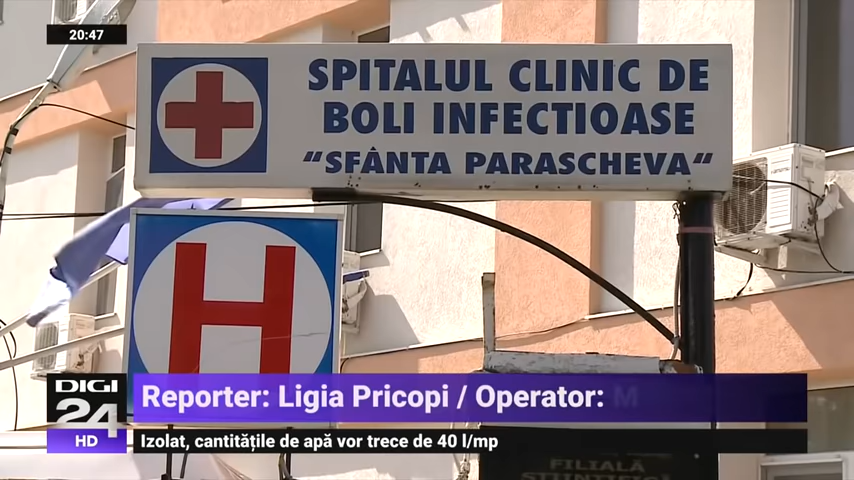 20:47
SPITALUL CLINIC DE
BOLI INFECTIOASE
"SFÂNTA PARASCHEVA"
H
DIGI
24
HD
Reporter: Ligia Pricopi / Operator: M
Izolat, cantitățile de apă vor trece de 40 l/mp
FILIALĂ